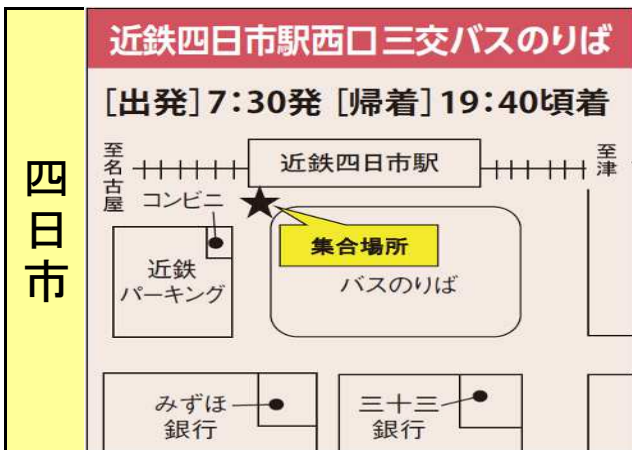 四日市
近鉄四日市駅西口 三交バスのりば
[出発]7:30発 [帰着]19:40頃着
至名古屋
近鉄四日市駅
至津
コンビニ
集合場所
近鉄
パーキング
バスのりば
みずほ
銀行
三十三
銀行